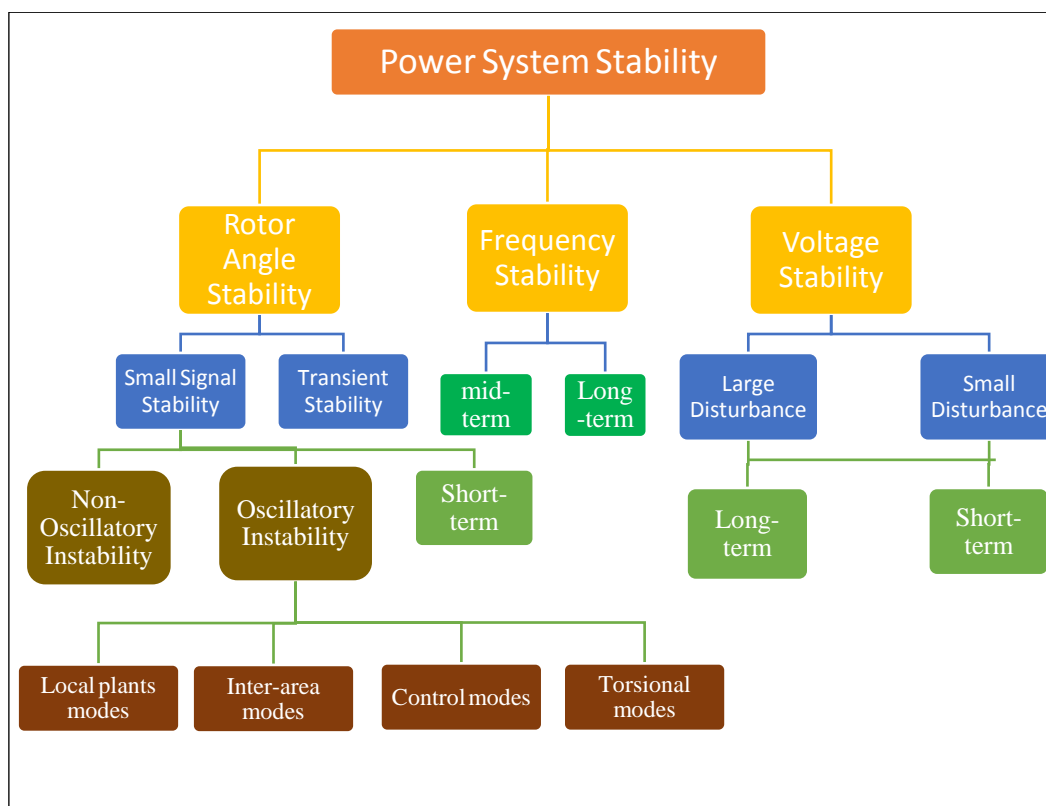 Power System Stability
Rotor
Angle
Stability
Frequency
Stability
Voltage
Stability
Small Signal
Stability
Transient
Stability
mid-
term
Long
-term
Large
Disturbance
Small
Disturbance
Non-
Oscillatory
Instability
Oscillatory
Instability
Short-
term
Long-
term
Short-
term
Local plants
modes
Inter-area
modes
Control modes
Torsional
modes